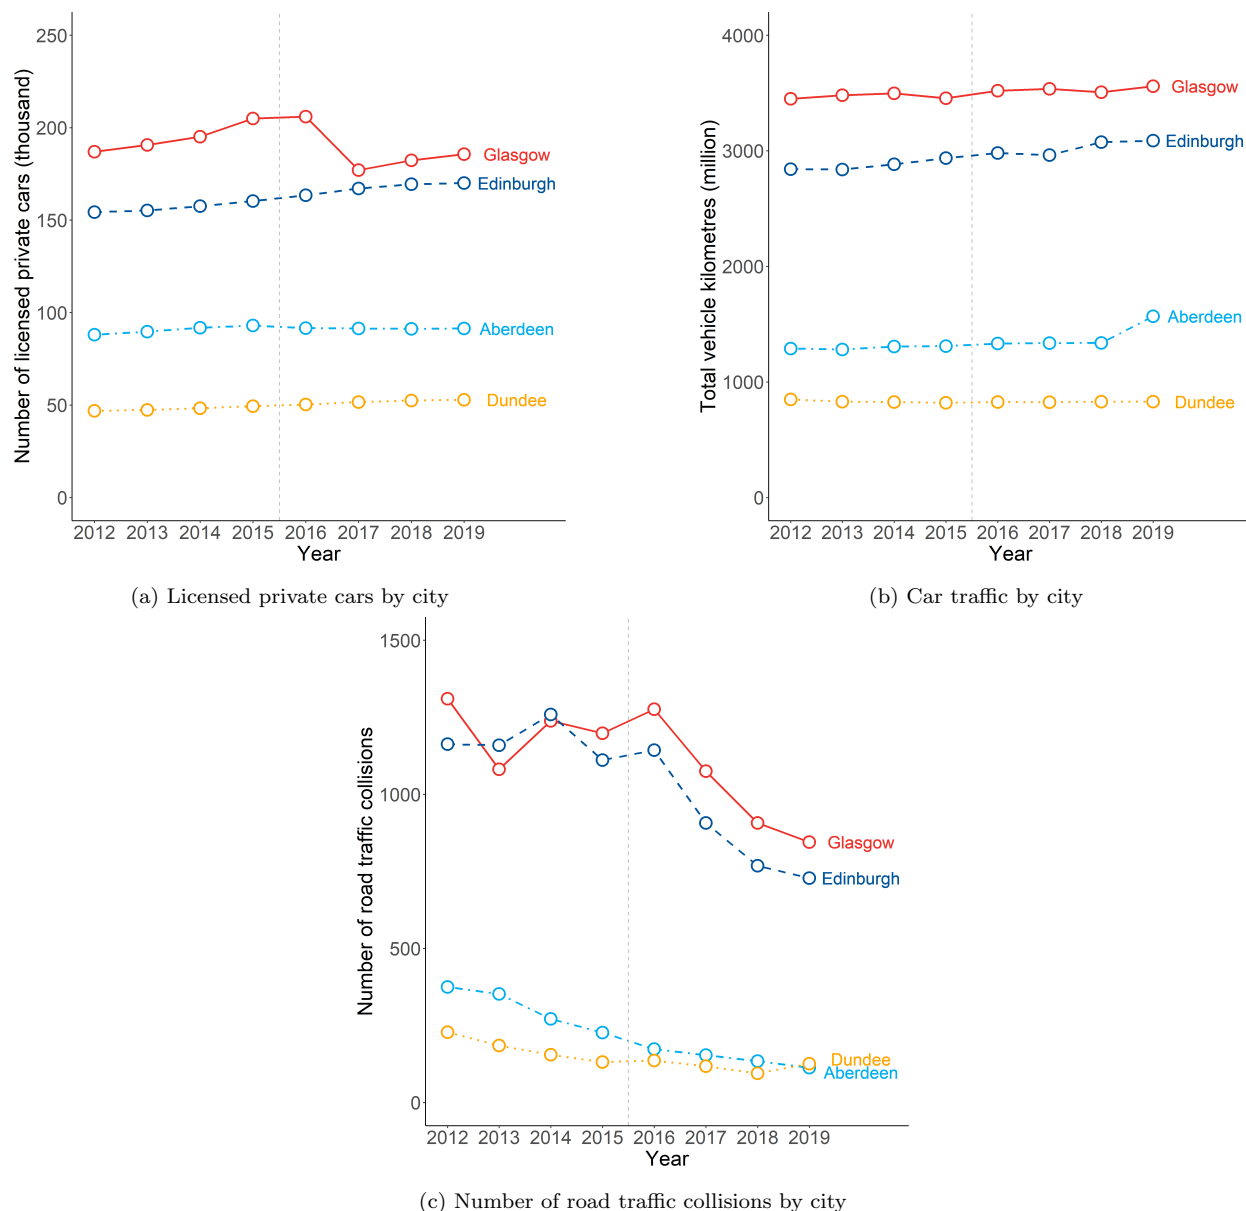 Number of licensed private cars (thousand)
250
200
150
100
50
0
Glasgow
Edinburgh
Aberdeen
Dundee
2012 2013 2014 2015 2016 2017 2018 2019
Year
(a) Licensed private cars by city
Total vehicle kilometres (million)
4000
3000
2000
1000
0
Glasgow
Edinburgh
Aberdeen
Dundee
2012 2013 2014 2015 2016 2017 2018 2019
Year
(b) Car traffic by city
Number of road traffic collisions
1500
1000
500
0
Glasgow
Edinburgh
Dundee
Aberdeen
2012 2013 2014 2015 2016 2017 2018 2019
Year
(c) Number of road traffic collisions by city